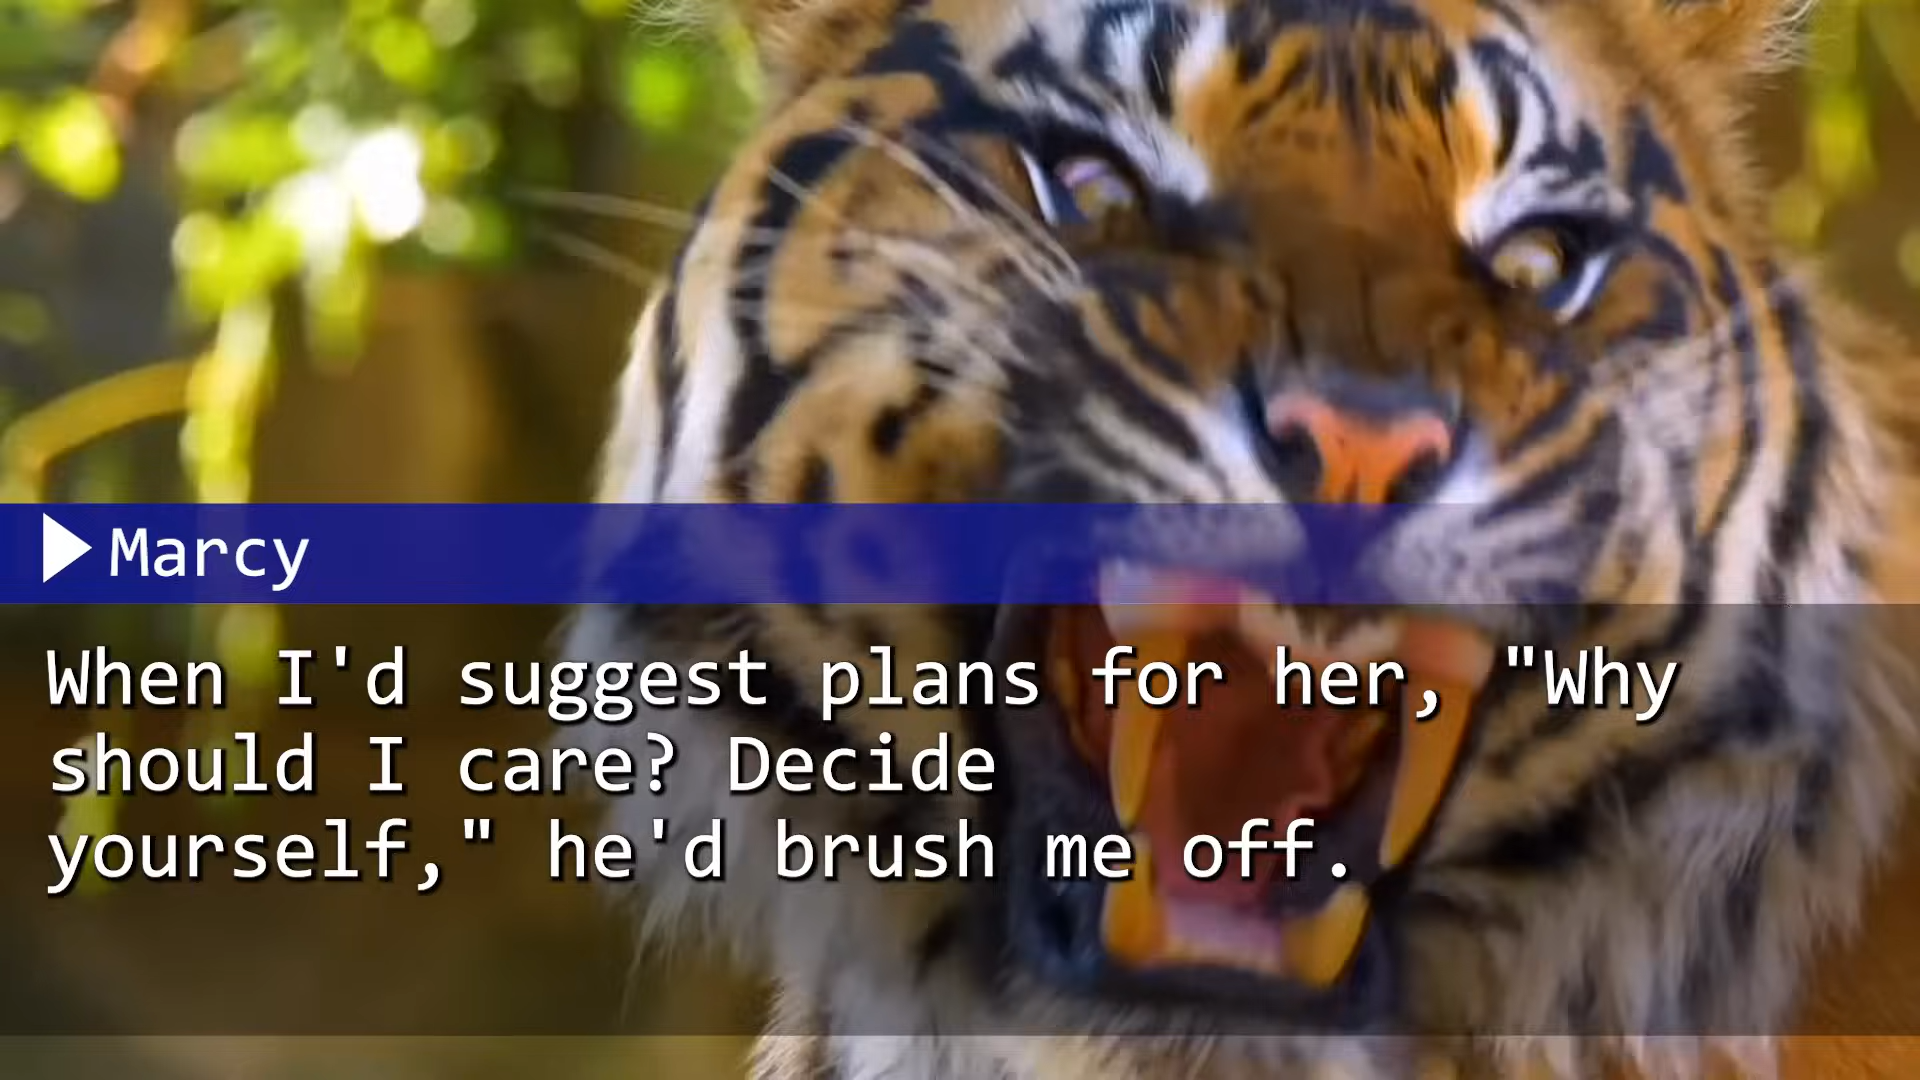 Marcy
When I'd suggest plans for her, "Why
should I care? Decide
yourself," he'd brush me off.